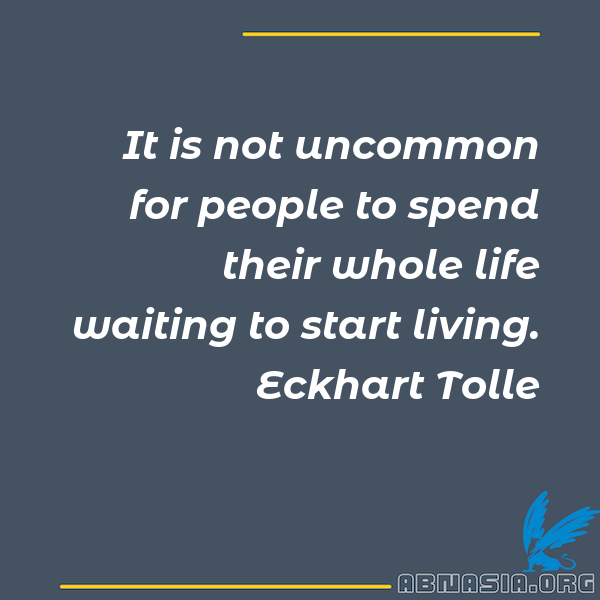 It is not uncommon
for people to spend
their whole life
waiting to start living.
Eckhart Tolle
ABNASIA.ORG